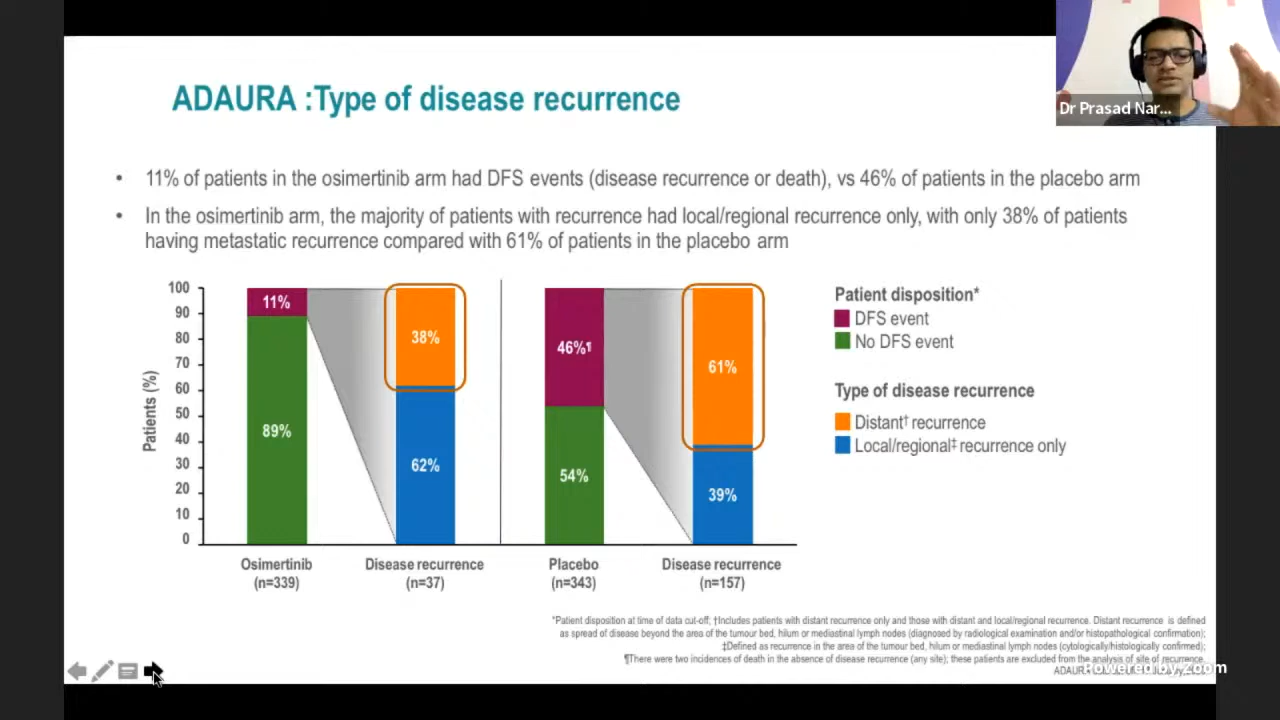 ADAURA :Type of disease recurrence
Dr Prasad Nar...
• 11% of patients in the osimertinib arm had DFS events (disease recurrence or death), vs 46% of patients in the placebo arm
• In the osimertinib arm, the majority of patients with recurrence had local/regional recurrence only, with only 38% of patients
having metastatic recurrence compared with 61% of patients in the placebo arm
Patients (%)
100
90
80
70
60
50
40
30
20
10
0
11%
89%
38%
62%
46%¶
54%
61%
39%
Osimertinib
(n=339)
Disease recurrence
(n=37)
Placebo
(n=343)
Disease recurrence
(n=157)
Patient disposition*
DFS event
No DFS event
Type of disease recurrence
Distant† recurrence
Local/regional‡ recurrence only
*Patient disposition at time of data cut-off; †Includes patients with distant recurrence only and those with distant and local/regional recurrence. Distant recurrence is defined
as spread of disease beyond the area of the tumour bed, hilum or mediastinal lymph nodes (diagnosed by radiological examination and/or histopathological confirmation);
‡Defined as recurrence in the area of the tumour bed, hilum or mediastinal lymph nodes (cytologically/histologically confirmed)
¶There were two incidences of death in the absence of disease recurrence (any site); these patients are excluded from the analysis of site of recurrence.
ADAURA
Powered by Zoom